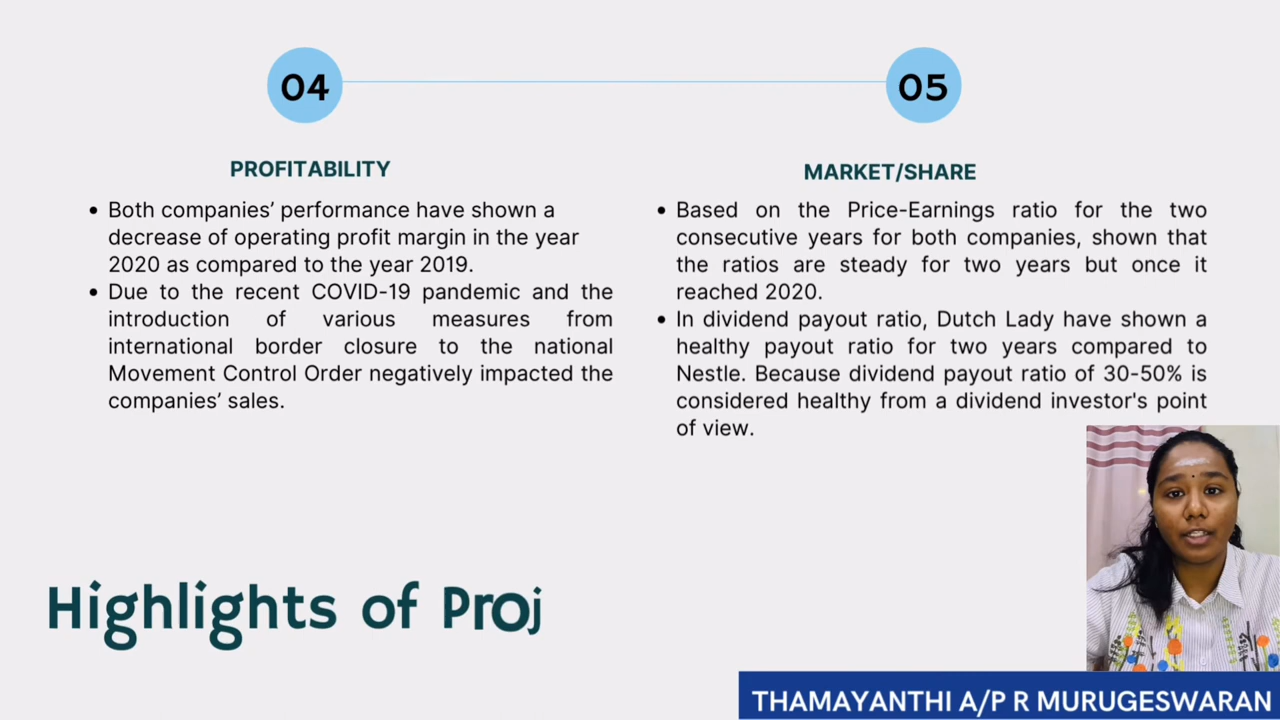 04
05
PROFITABILITY
Both companies’ performance have shown a
decrease of operating profit margin in the year
2020 as compared to the year 2019.
Due to the recent COVID-19 pandemic and the
introduction of various measures from
international border closure to the national
Movement Control Order negatively impacted the
companies’ sales.
MARKET/SHARE
Based on the Price-Earnings ratio for the two
consecutive years for both companies, shown that
the ratios are steady for two years but once it
reached 2020.
In dividend payout ratio, Dutch Lady have shown a
healthy payout ratio for two years compared to
Nestle. Because dividend payout ratio of 30-50% is
considered healthy from a dividend investor's point
of view.
Highlights of Proj
THAMAYANTHI A/P R MURUGESWARAN